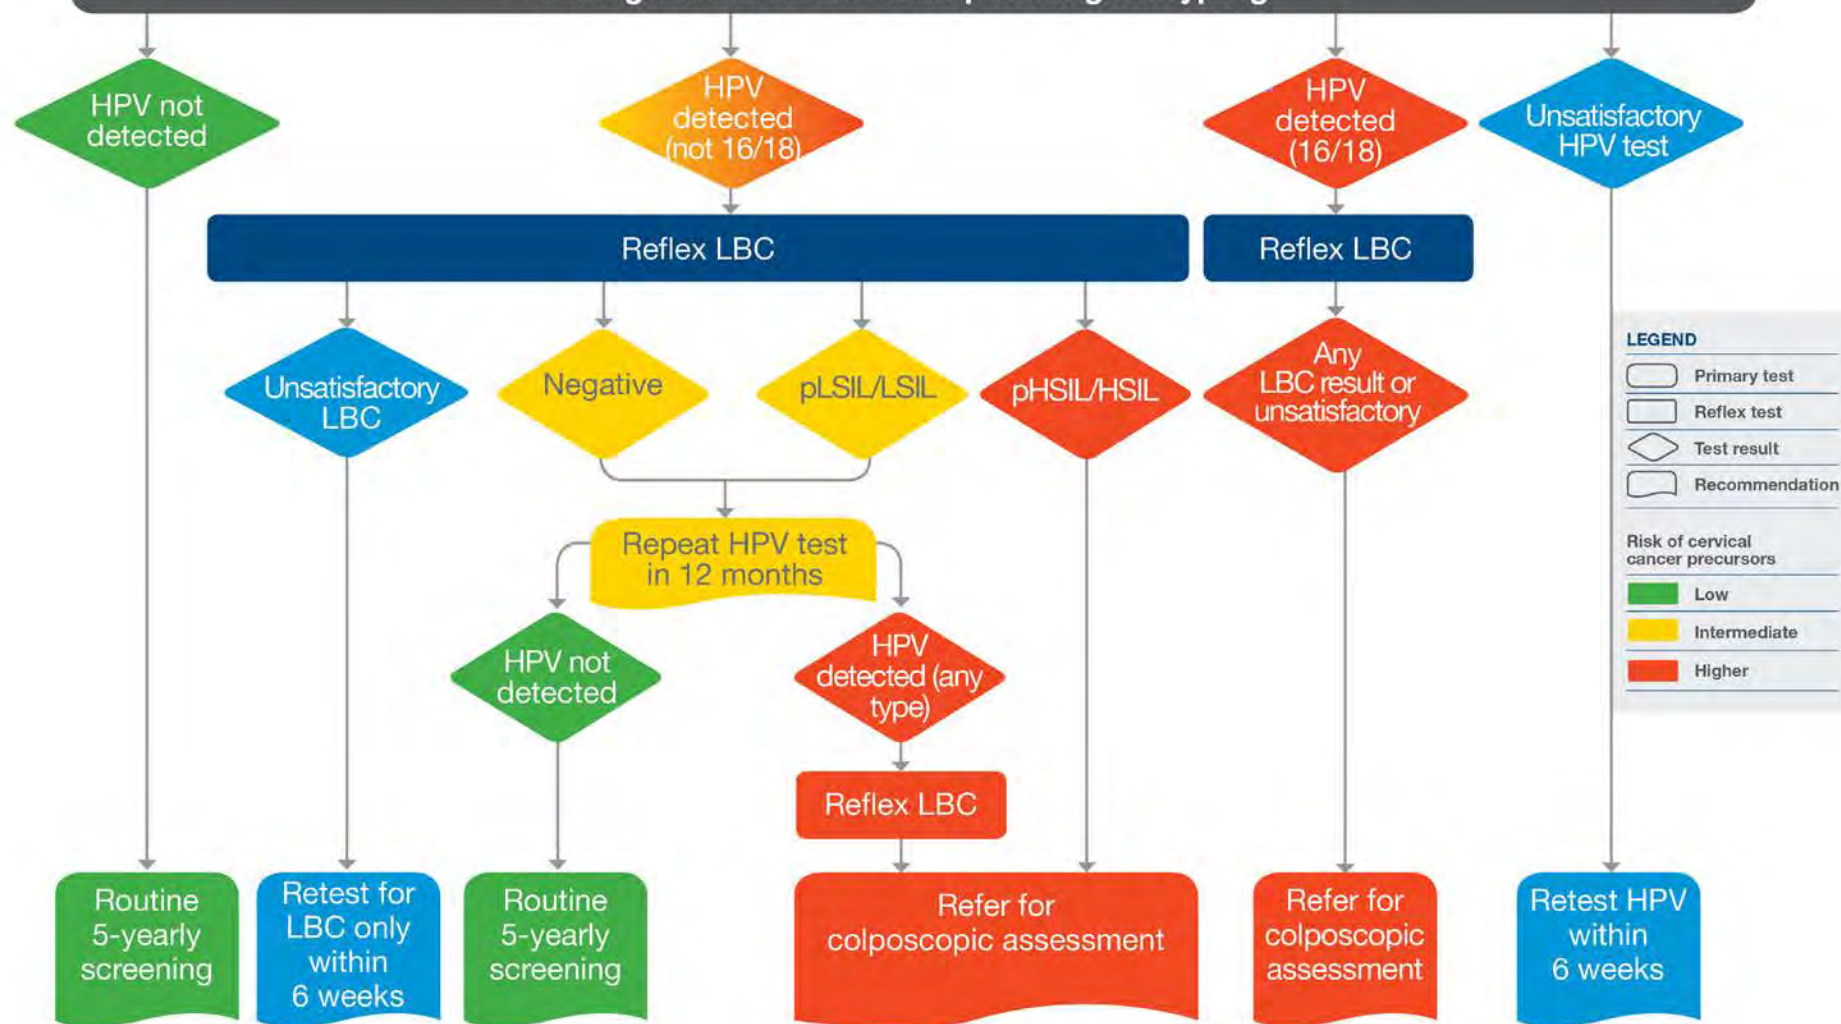 HPV not
detected
HPV
detected
(not 16/18)
HPV
detected
(16/18)
Unsatisfactory
HPV test
Reflex LBC
Reflex LBC
Unsatisfactory
LBC
Negative
pLSIL/LSIL
pHSIL/HSIL
Any
LBC result or
unsatisfactory
LEGEND
Primary test
Reflex test
Test result
Recommendation
Risk of cervical
cancer precursors
Low
Intermediate
Higher
Repeat HPV test
in 12 months
HPV not
detected
HPV
detected (any
type)
Reflex LBC
Routine
5-yearly
screening
Retest for
LBC only
within
6 weeks
Routine
5-yearly
screening
Refer for
colposcopic assessment
Refer for
colposcopic
assessment
Retest HPV
within
6 weeks